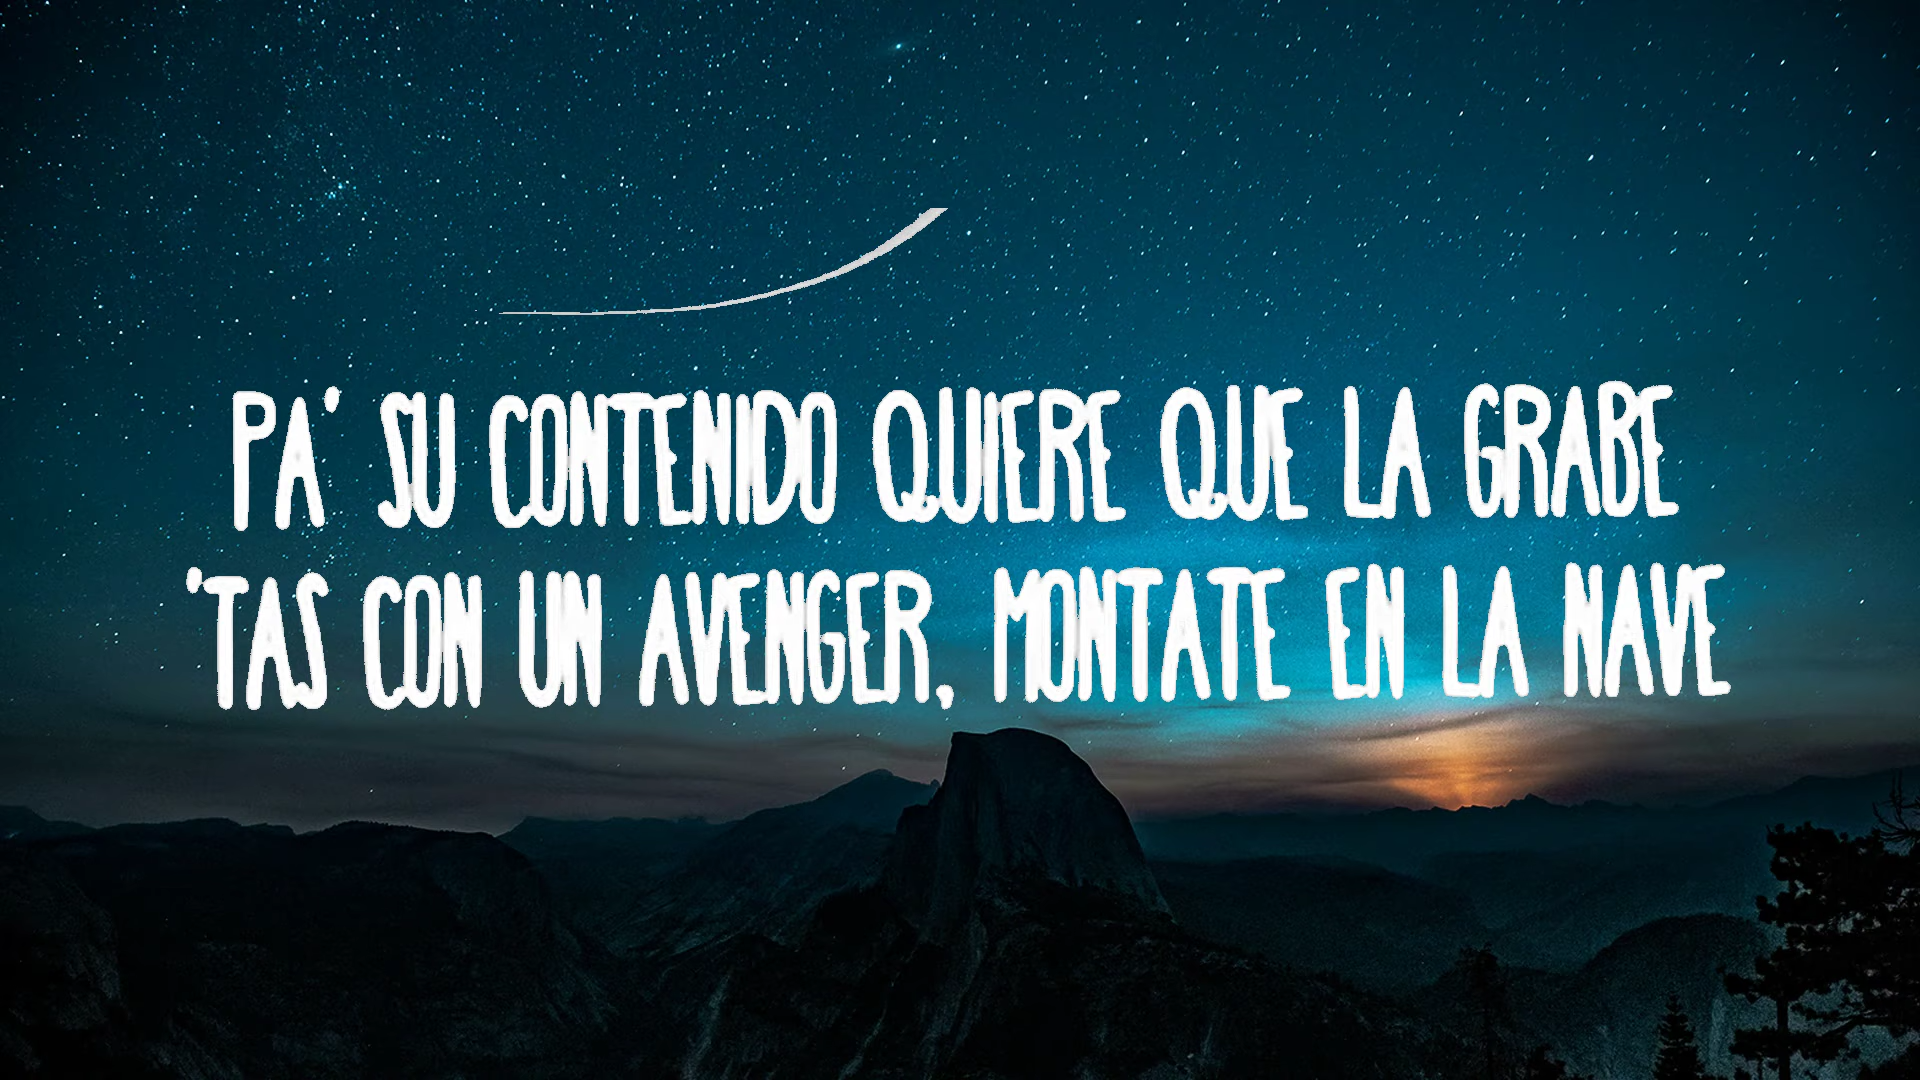 PA' SU CONTENIDO QUIERE QUE LA GRABE
'TAS CON UN AVENGER, MONTATE EN LA NAVE